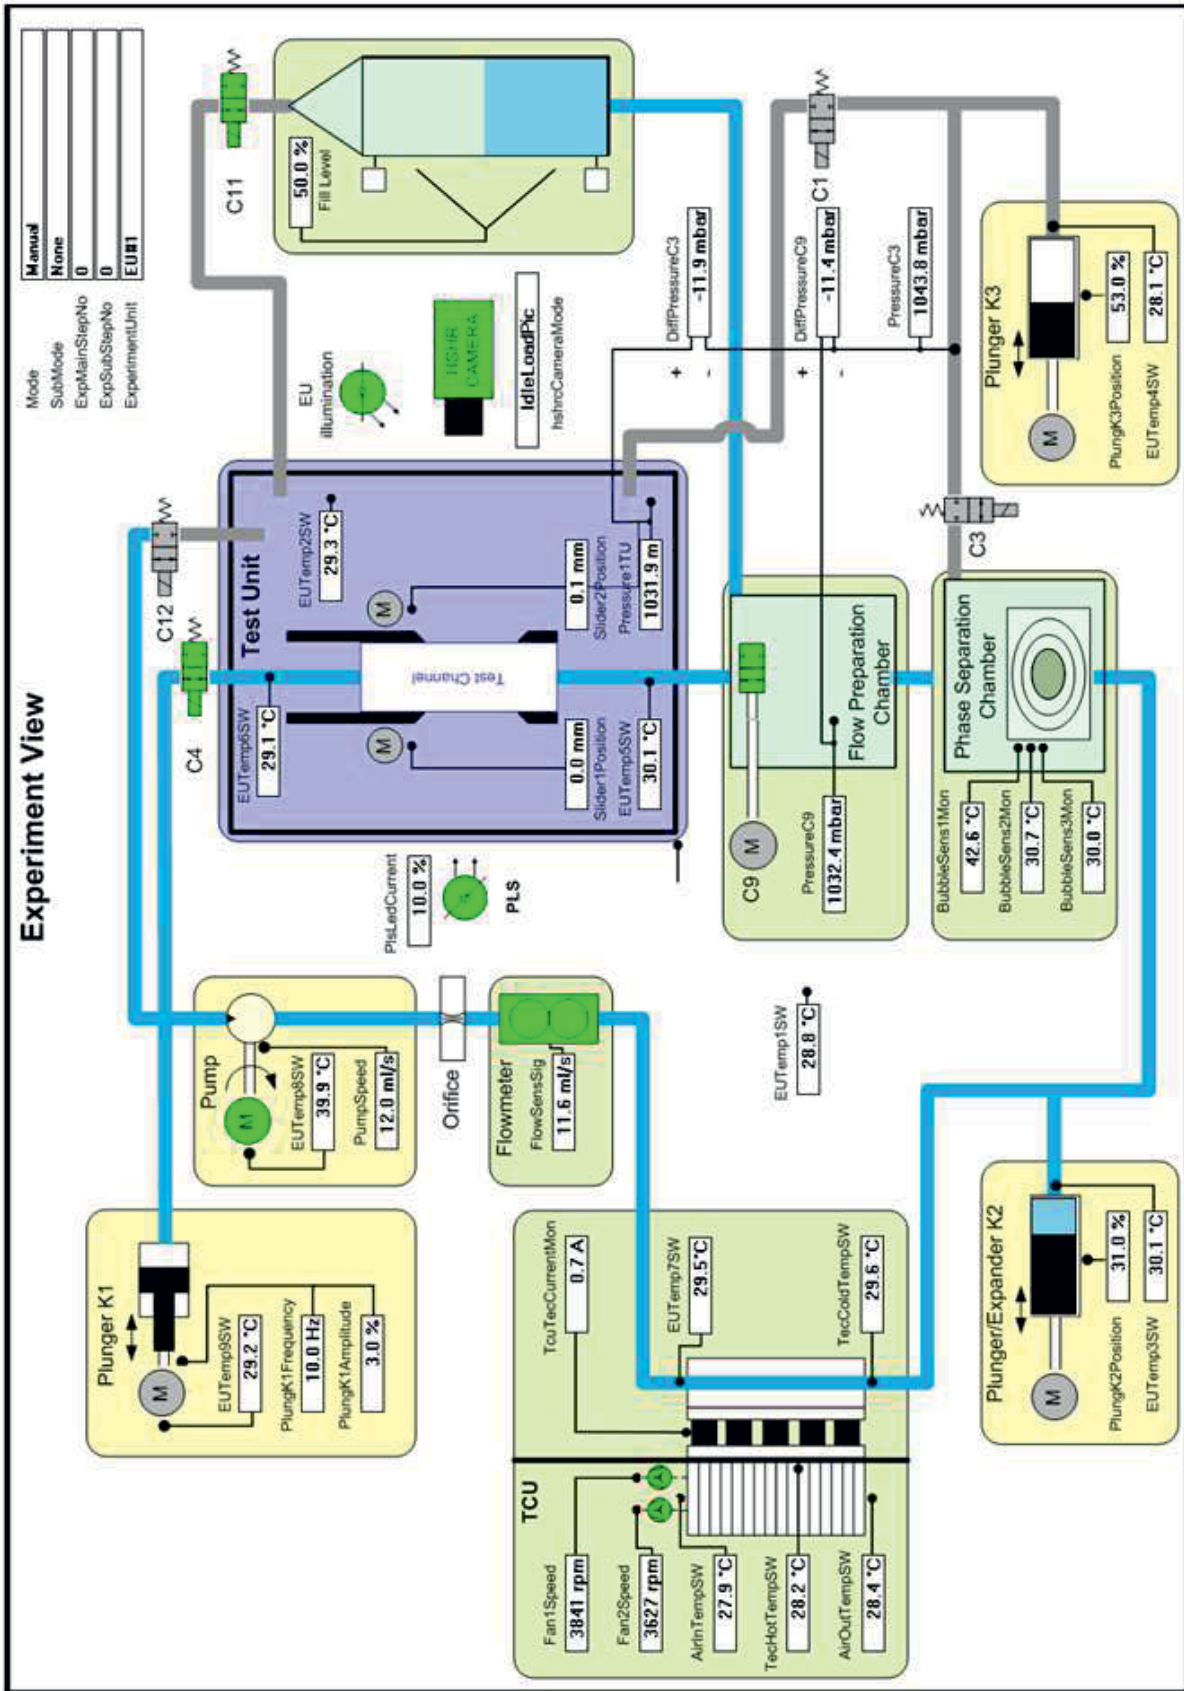 Experiment View
Mode Manual
SubMode None
ExpMainStepNo 0
ExpSubStepNo 0
ExperimentUnit EU#1
Plunger K1
EUTemp9SW
29.2 °C
PlungK1Frequency
10.0 Hz
PlungK1Amplitude
3.0 %
Pump
EUTemp8SW
39.9 °C
PumpSpeed
12.0 ml/s
M
M
C4
C12
C11
Orifice
Flowmeter
FlowSensSig
11.6 ml/s
PlsLedCurrent
10.0 %
PLS
Test Unit
EUTemp6SW
29.1 °C
EUTemp2SW
29.3 °C
M
M
Test Channel
0.0 mm
Slider1Position
EUTemp5SW
30.1 °C
0.1 mm
Slider2Position
Pressure1TU
1031.9 m
EU
illumination
HSHR
CAMERA
IdleLoadPic
hshrcCameraMode
50.0 %
Fill Level
TCU
Fan1Speed
3841 rpm
Fan2Speed
3627 rpm
AirInTempSW
27.9 °C
TecHotTempSW
28.2 °C
AirOutTempSW
28.4 °C
TcuTecCurrentMon
0.7 A
EUTemp7SW
29.5°C
TecColdTempSW
29.6 °C
EUTemp1SW
28.8 °C
C9
M
PressureC9
1032.4 mbar
Flow Preparation
Chamber
+
DiffPressureC3
-11.9 mbar
-
+
DiffPressureC9
-11.4 mbar
-
PressureC3
1043.8 mbar
C1
Plunger/Expander K2
M
PlungK2Position
31.0 %
EUTemp3SW
30.1 °C
BubbleSens1Mon
42.6 °C
BubbleSens2Mon
30.7 °C
BubbleSens3Mon
30.0 °C
Phase Separation
Chamber
C3
Plunger K3
M
PlungK3Position
53.0 %
EUTemp4SW
28.1 °C